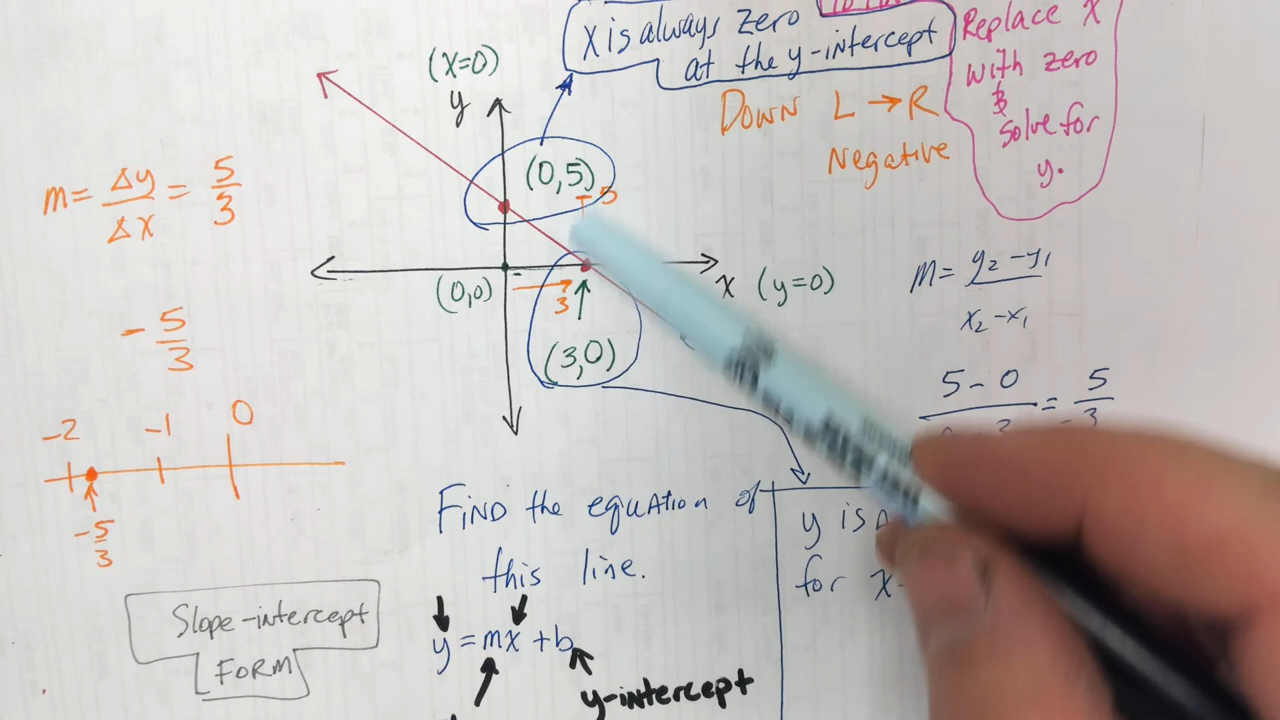 x is always zero
at the y-intercept
Replace x
with zero
&
solve for
y.
(x=0)
y
Down L → R
Negative
(0,5)
5
m = Δy/Δx = 5/3
(0,0)
3
x (y=0)
(3,0)
m = y₂-y₁
x₂-x₁
- 5/3
5-0
= 5/-3
-2 -1 0
-5/3
Find the equation of
this line.
y is
for x-
Slope-intercept
Form
y = mx + b
y-intercept